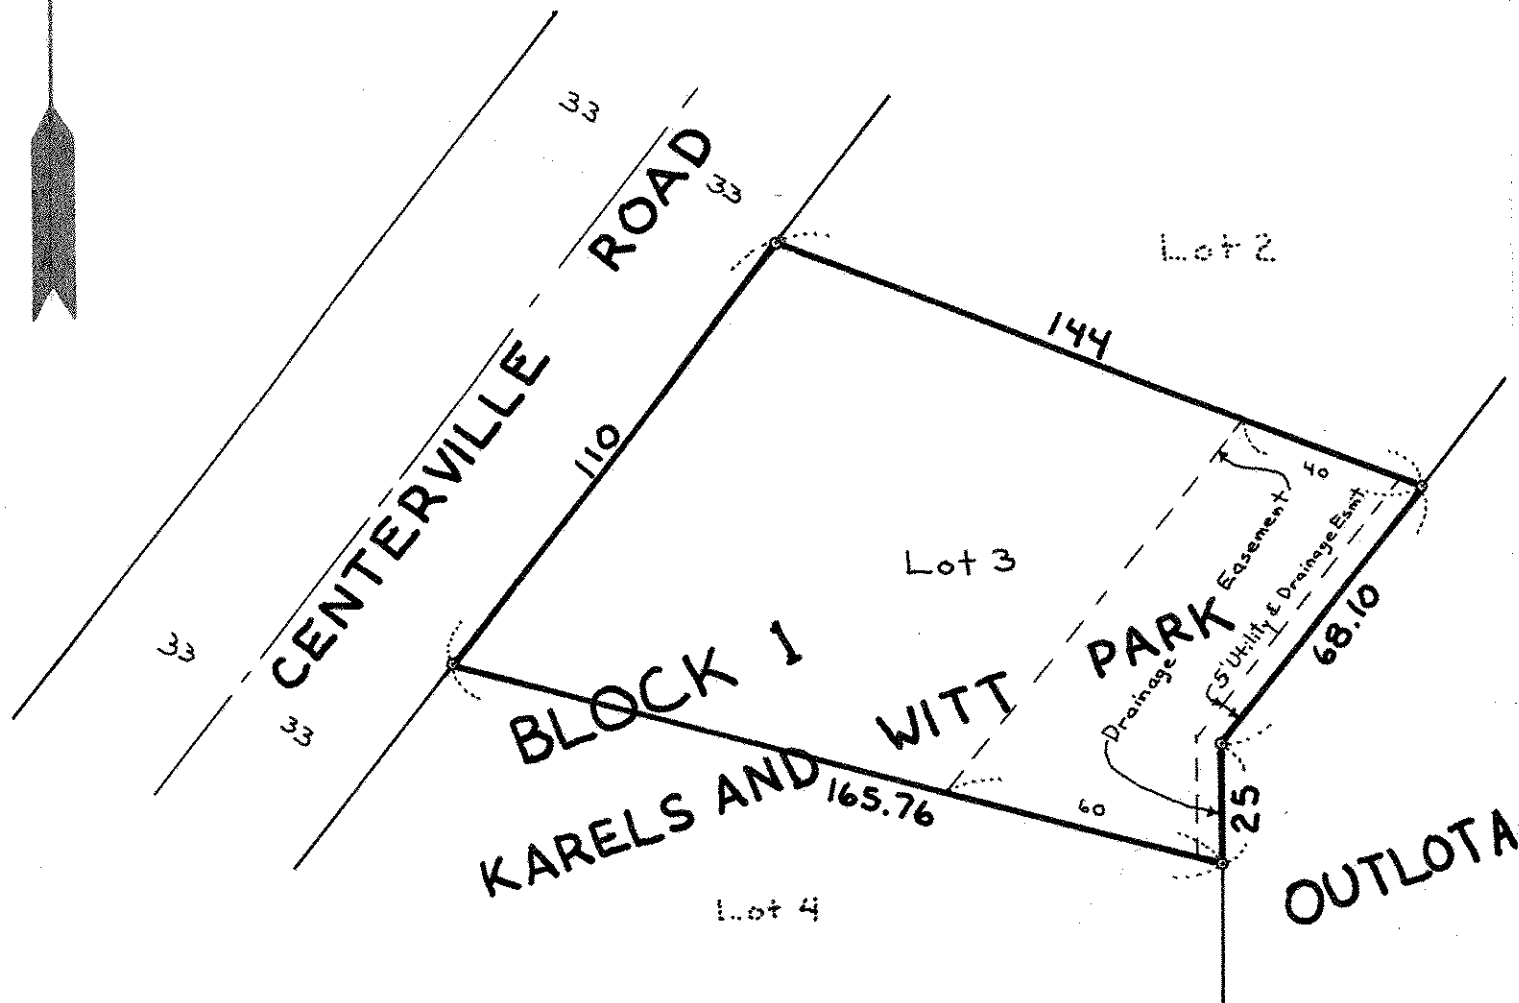 33
33
CENTERVILLE ROAD
33
33
Lot 2
144
110
40
Lot 3
Drainage Easement
5' Utility & Drainage Esmt
68.10
BLOCK 1
KARELS AND WITT PARK
165.76
60
25
OUTLOT A
Lot 4